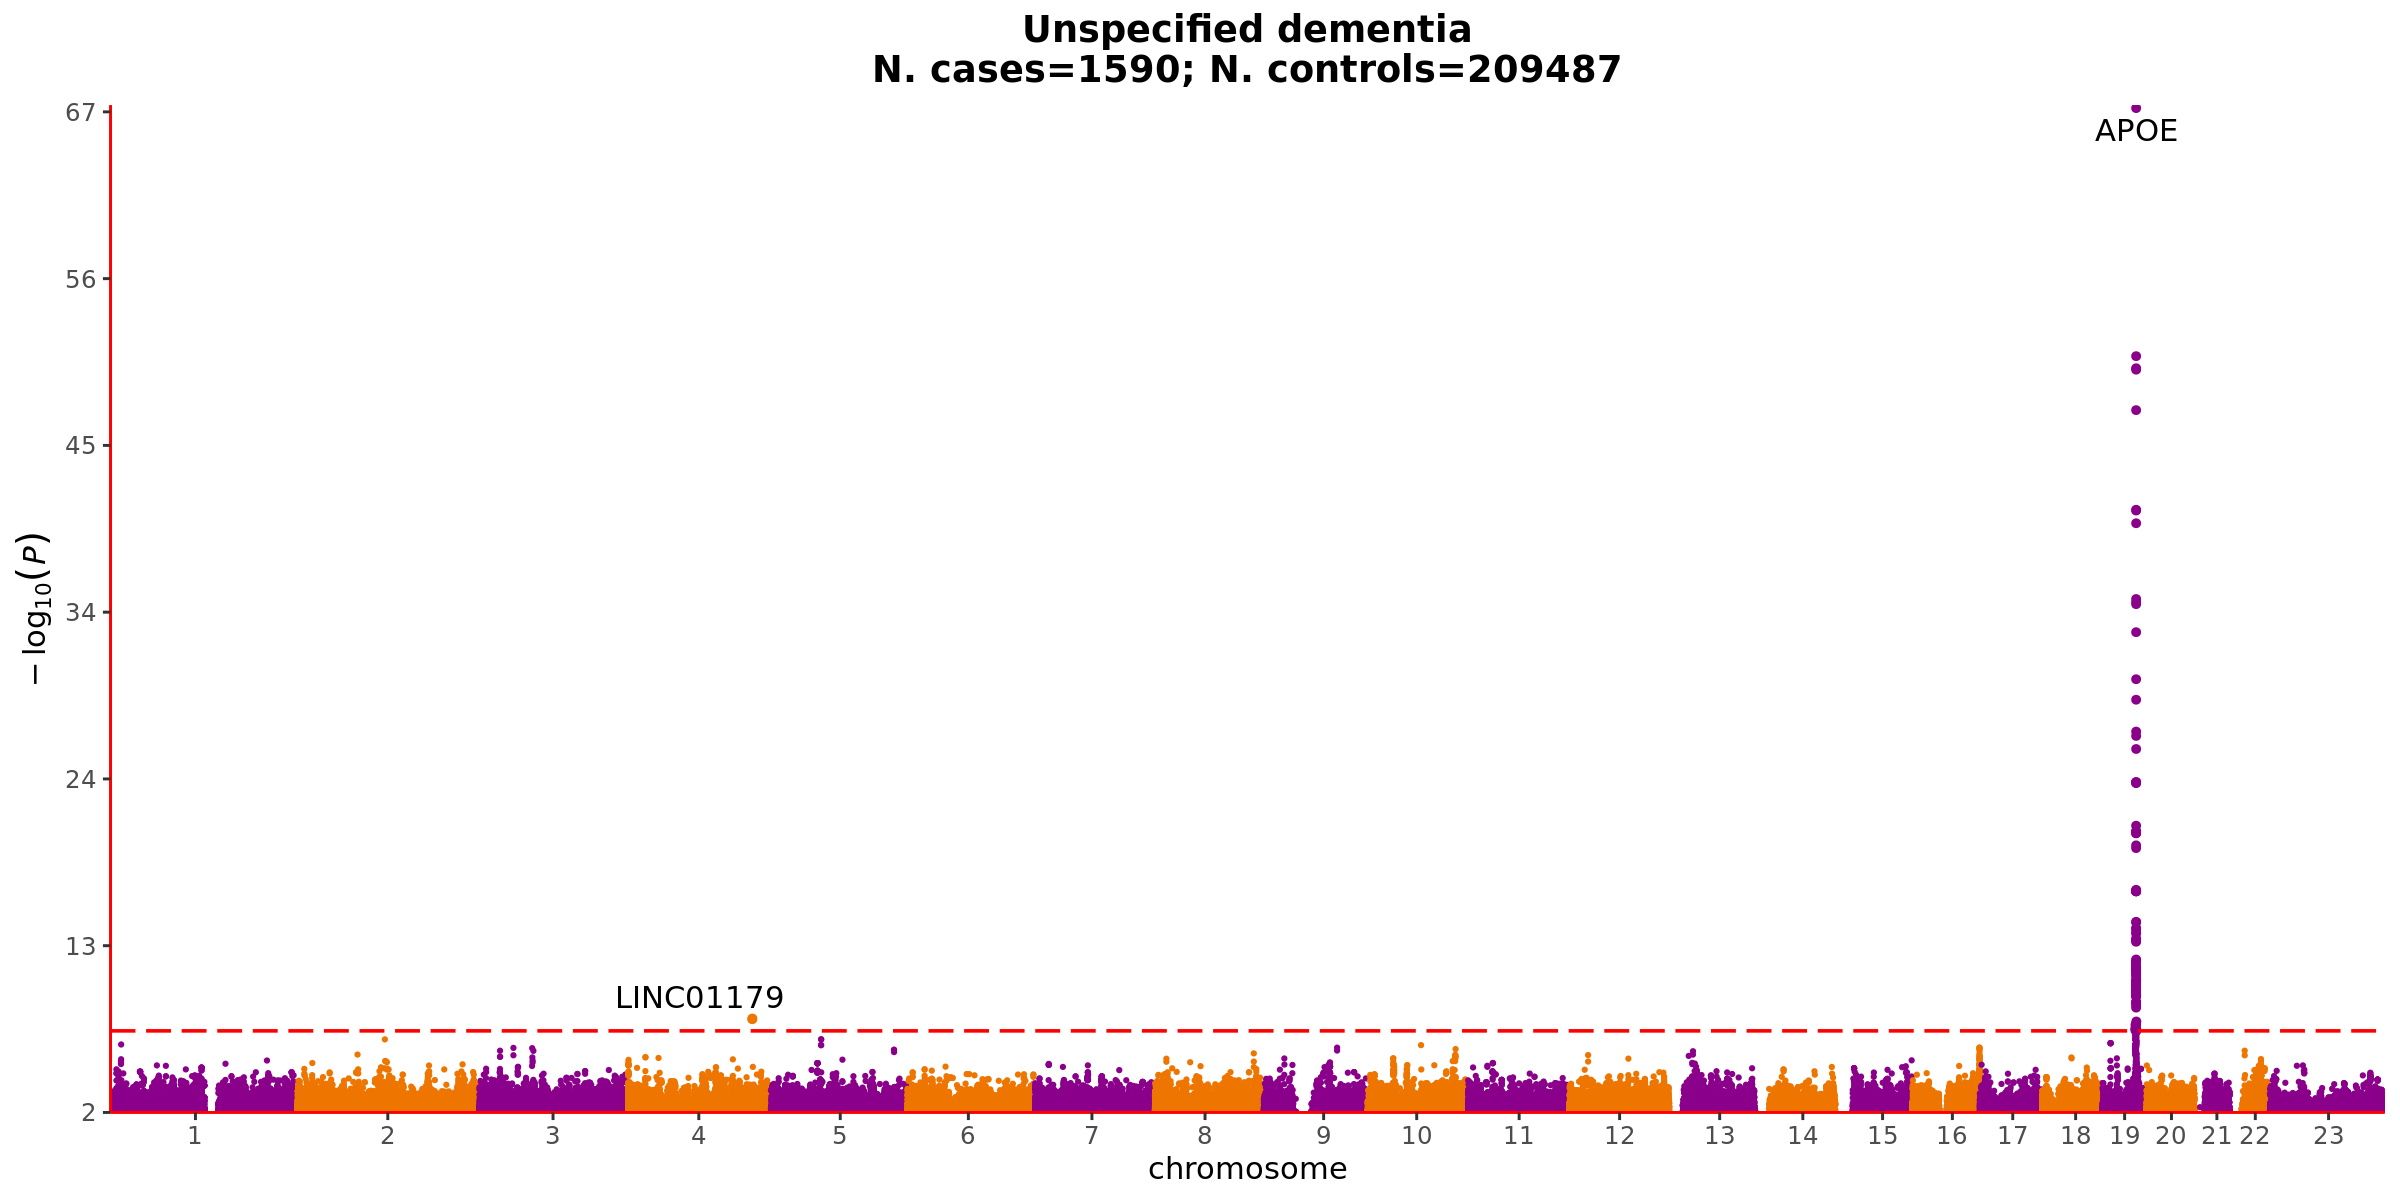 Unspecified dementia
N. cases=1590; N. controls=209487
67
56
45
34
24
13
2
−log10(P)
APOE
LINC01179
1 2 3 4 5 6 7 8 9 10 11 12 13 14 15 16 17 18 19 20 21 22 23
chromosome